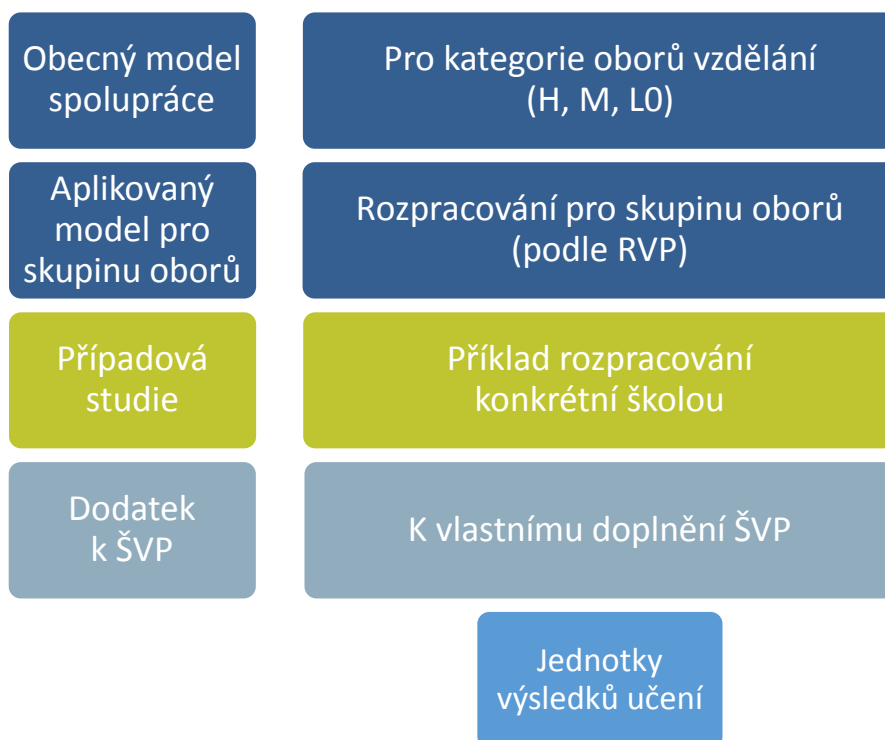 Obecný model
spolupráce
Pro kategorie oborů vzdělání
(H, M, L0)
Aplikovaný
model pro
skupinu oborů
Rozpracování pro skupinu oborů
(podle RVP)
Případová
studie
Příklad rozpracování
konkrétní školou
Dodatek
k ŠVP
K vlastnímu doplnění ŠVP
Jednotky
výsledků učení